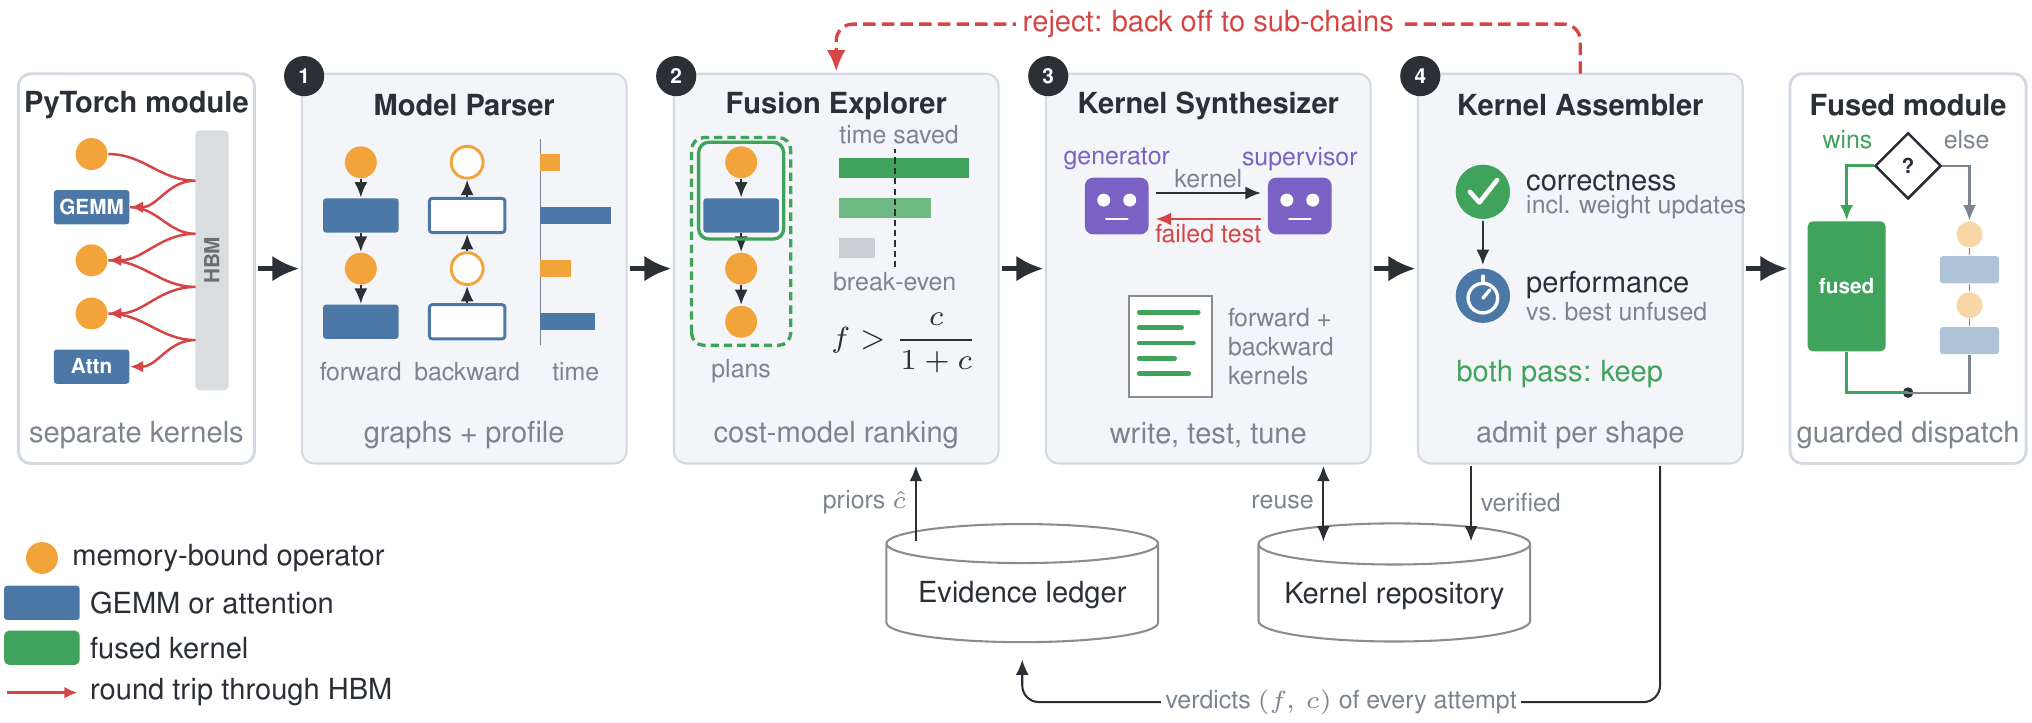 reject: back off to sub-chains
PyTorch module
GEMM
Attn
HBM
separate kernels
1
Model Parser
forward
backward
time
graphs + profile
2
Fusion Explorer
time saved
break-even
f > c / 1 + c
plans
cost-model ranking
3
Kernel Synthesizer
generator
supervisor
kernel
failed test
forward +
backward
kernels
write, test, tune
4
Kernel Assembler
correctness
incl. weight updates
performance
vs. best unfused
both pass: keep
admit per shape
Fused module
wins
else
?
fused
guarded dispatch
priors ĉ
reuse
verified
Evidence ledger
Kernel repository
verdicts (f, c) of every attempt
memory-bound operator
GEMM or attention
fused kernel
round trip through HBM